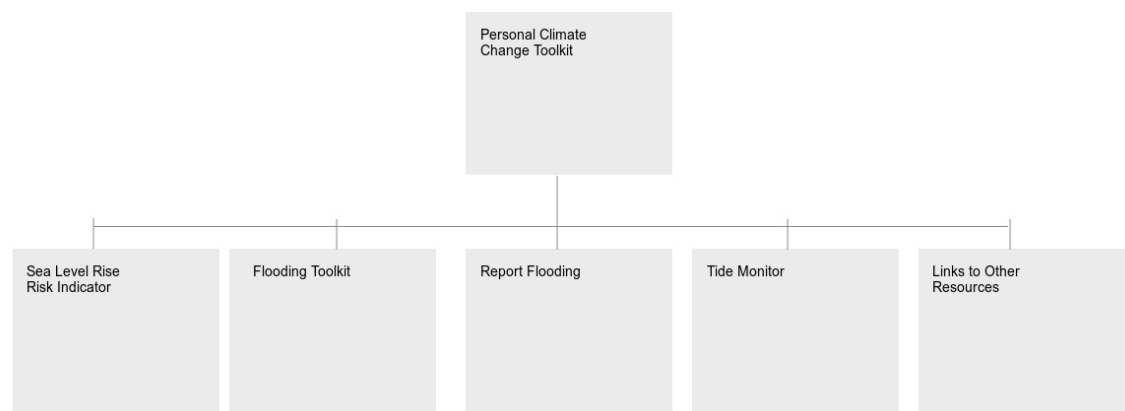 Personal Climate
Change Toolkit
Sea Level Rise
Risk Indicator
Flooding Toolkit
Report Flooding
Tide Monitor
Links to Other
Resources